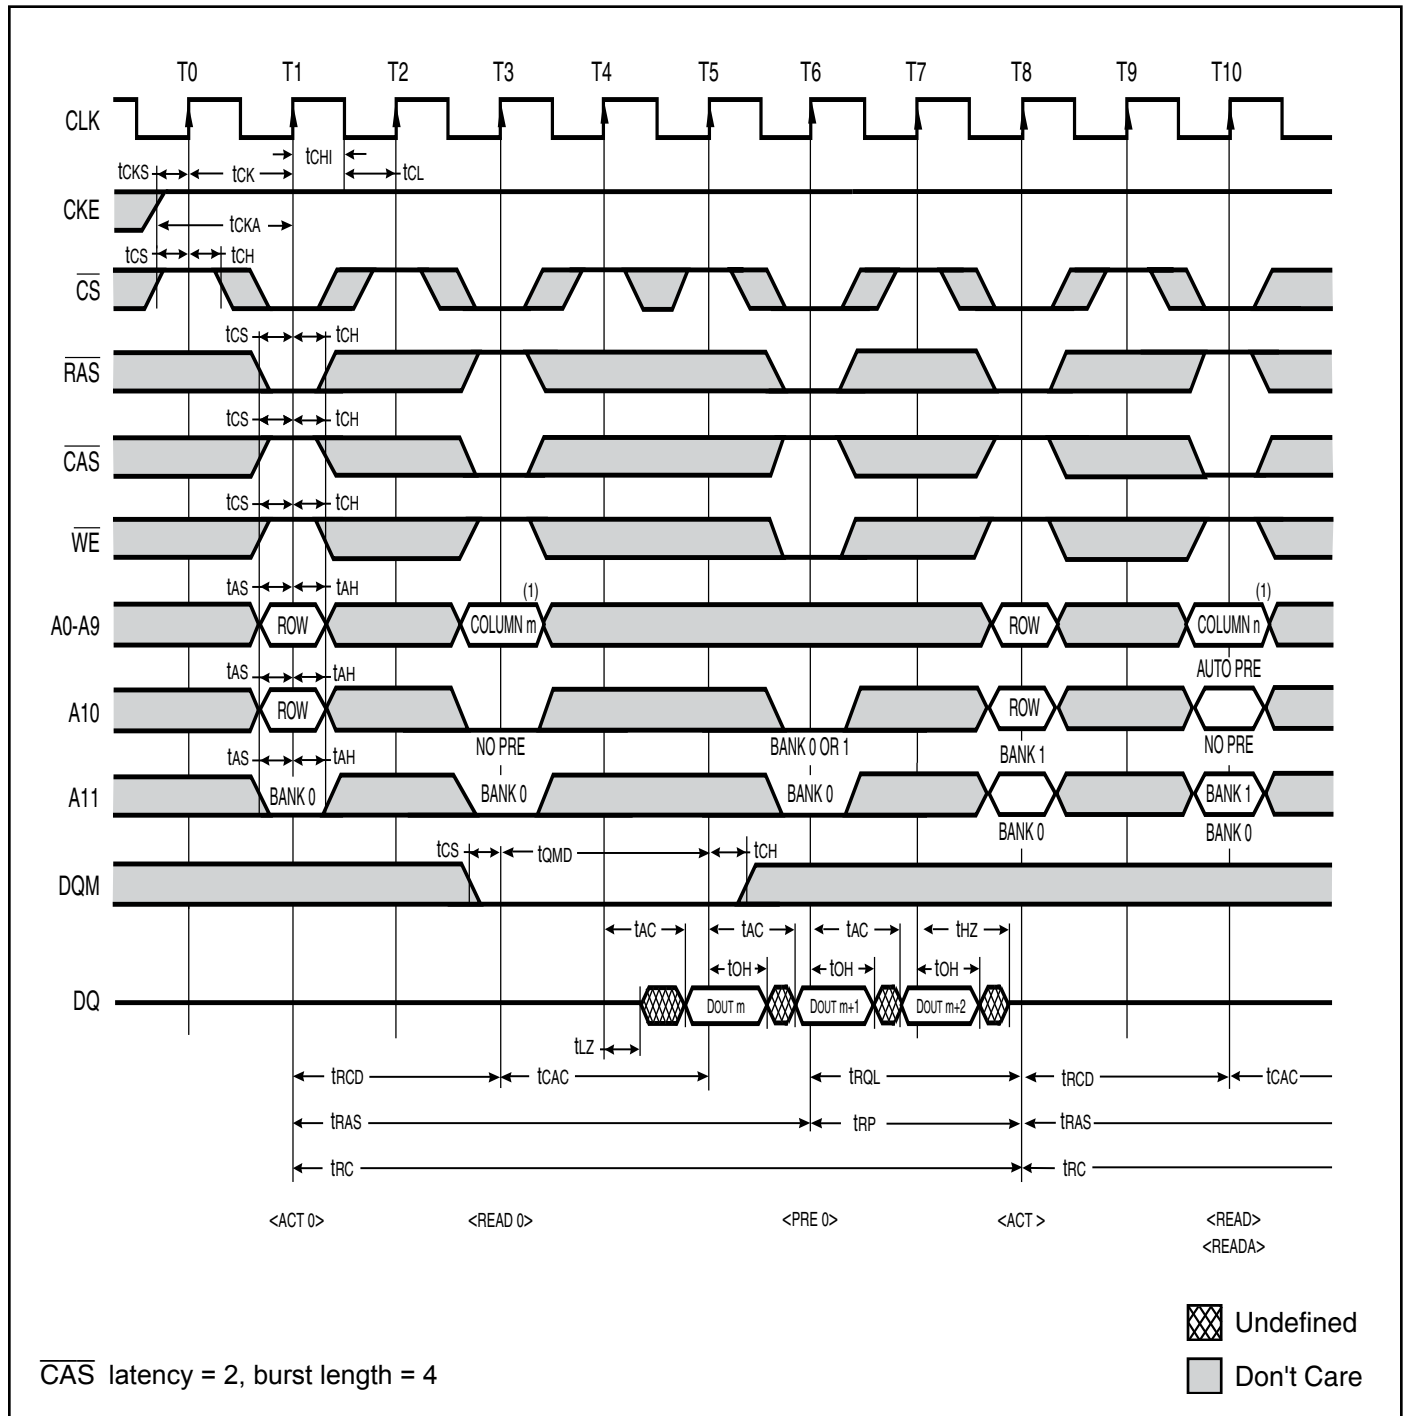 T0 T1 T2 T3 T4 T5 T6 T7 T8 T9 T10
CLK
tCHI
tCKS tCK tCL
CKE
tCKA
tCS tCH
CS
tCS tCH
RAS
tCS tCH
CAS
tCS tCH
WE
tAS tAH (1) (1)
A0-A9 ROW COLUMN m ROW COLUMN n
tAS tAH AUTO PRE
A10 ROW ROW
NO PRE BANK 0 OR 1 BANK 1 NO PRE
tAS tAH
A11 BANK 0 BANK 0 BANK 0 BANK 1
BANK 0 BANK 0
tCS tQMD tCH
DQM
tAC tAC tAC tHZ
tOH tOH tOH
DQ DOUT m DOUT m+1 DOUT m+2
tLZ
tRCD tCAC tRQL tRCD tCAC
tRAS tRP tRAS
tRC tRC
<ACT 0> <READ 0> <PRE 0> <ACT > <READ>
<READA>
Undefined
CAS latency = 2, burst length = 4
Don't Care